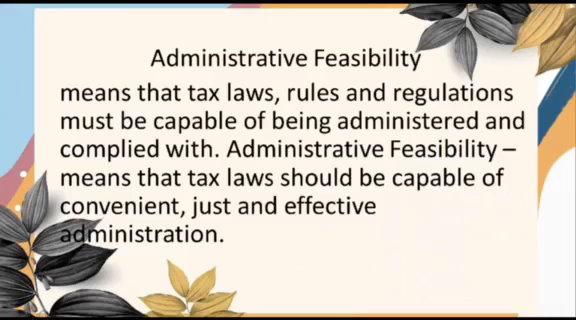 Administrative Feasibility
means that tax laws, rules and regulations
must be capable of being administered and
complied with. Administrative Feasibility –
means that tax laws should be capable of
convenient, just and effective
administration.